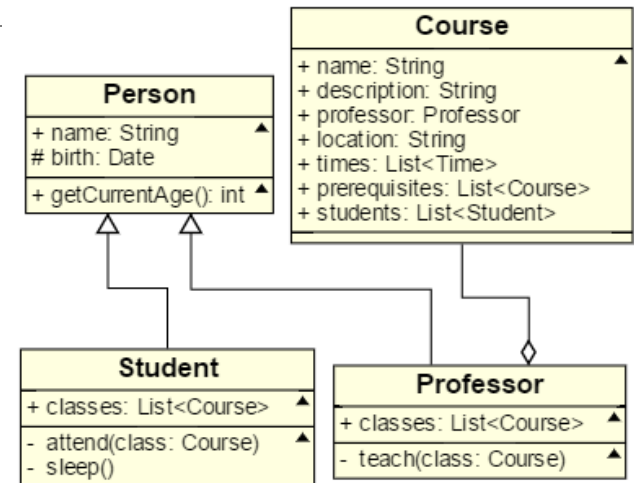 Course
+ name: String
+ description: String
+ professor: Professor
+ location: String
+ times: List<Time>
+ prerequisites: List<Course>
+ students: List<Student>
Person
+ name: String
# birth: Date
+ getCurrentAge(): int
Student
+ classes: List<Course>
- attend(class: Course)
- sleep()
Professor
+ classes: List<Course>
- teach(class: Course)